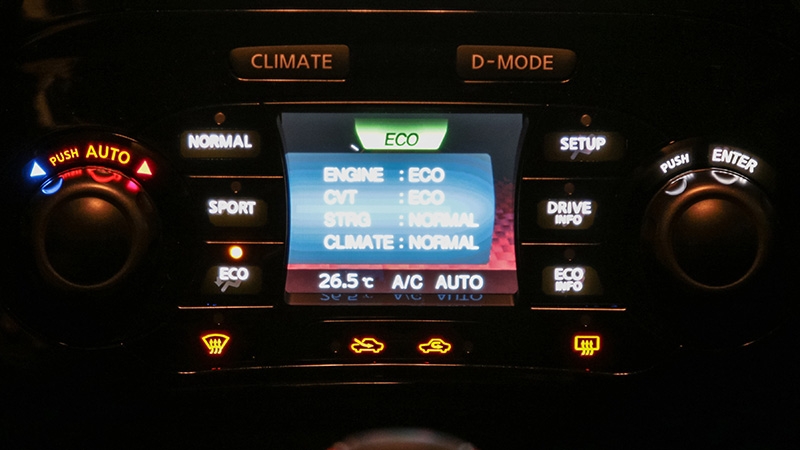 CLIMATE
D-MODE
PUSH AUTO
NORMAL
SPORT
ECO
ECO
ENGINE : ECO
CVT : ECO
STRG : NORMAL
CLIMATE : NORMAL
26.5°C A/C AUTO
SETUP
DRIVE
INFO
ECO
INFO
PUSH ENTER